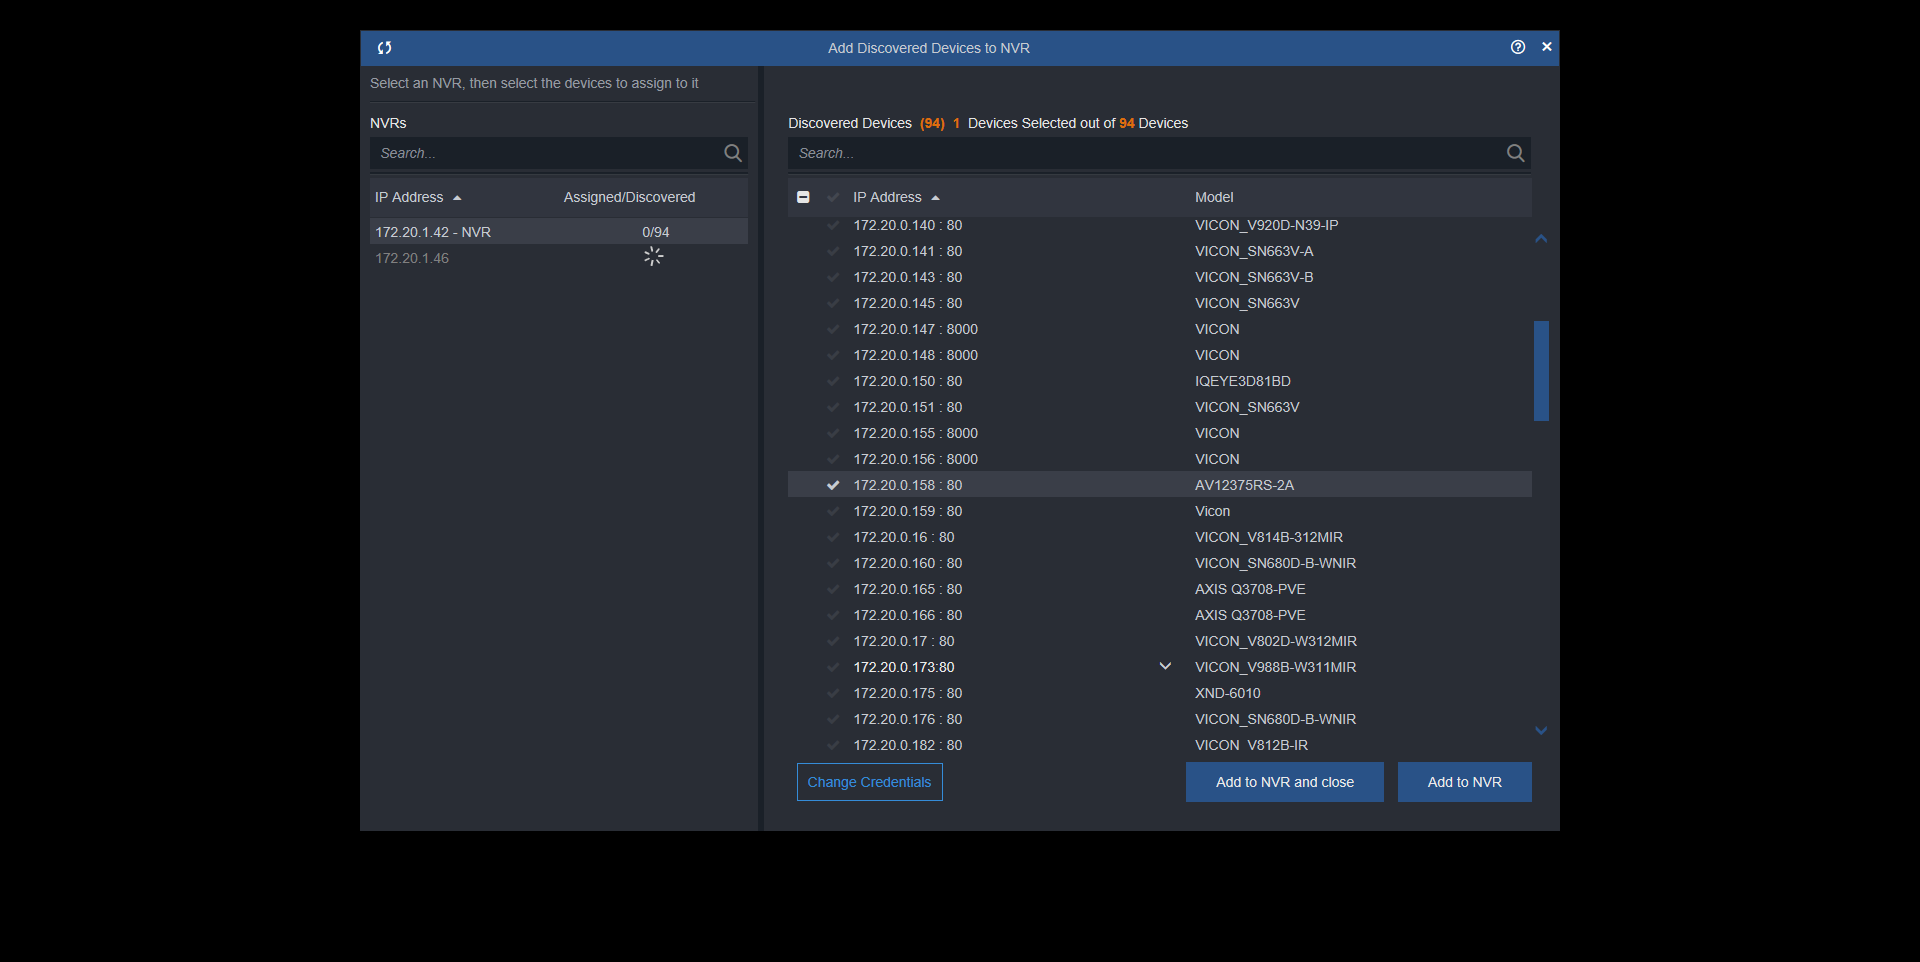 Add Discovered Devices to NVR
Select an NVR, then select the devices to assign to it
NVRs
Search...
IP Address Assigned/Discovered
172.20.1.42 - NVR 0/94
172.20.1.46
Discovered Devices (94) 1 Devices Selected out of 94 Devices
Search...
IP Address Model
172.20.0.140 : 80 VICON_V920D-N39-IP
172.20.0.141 : 80 VICON_SN663V-A
172.20.0.143 : 80 VICON_SN663V-B
172.20.0.145 : 80 VICON_SN663V
172.20.0.147 : 8000 VICON
172.20.0.148 : 8000 VICON
172.20.0.150 : 80 IQEYE3D81BD
172.20.0.151 : 80 VICON_SN663V
172.20.0.155 : 8000 VICON
172.20.0.156 : 8000 VICON
172.20.0.158 : 80 AV12375RS-2A
172.20.0.159 : 80 Vicon
172.20.0.16 : 80 VICON_V814B-312MIR
172.20.0.160 : 80 VICON_SN680D-B-WNIR
172.20.0.165 : 80 AXIS Q3708-PVE
172.20.0.166 : 80 AXIS Q3708-PVE
172.20.0.17 : 80 VICON_V802D-W312MIR
172.20.0.173:80 VICON_V988B-W311MIR
172.20.0.175 : 80 XND-6010
172.20.0.176 : 80 VICON_SN680D-B-WNIR
172.20.0.182 : 80 VICON V812B-IR
Change Credentials
Add to NVR and close
Add to NVR